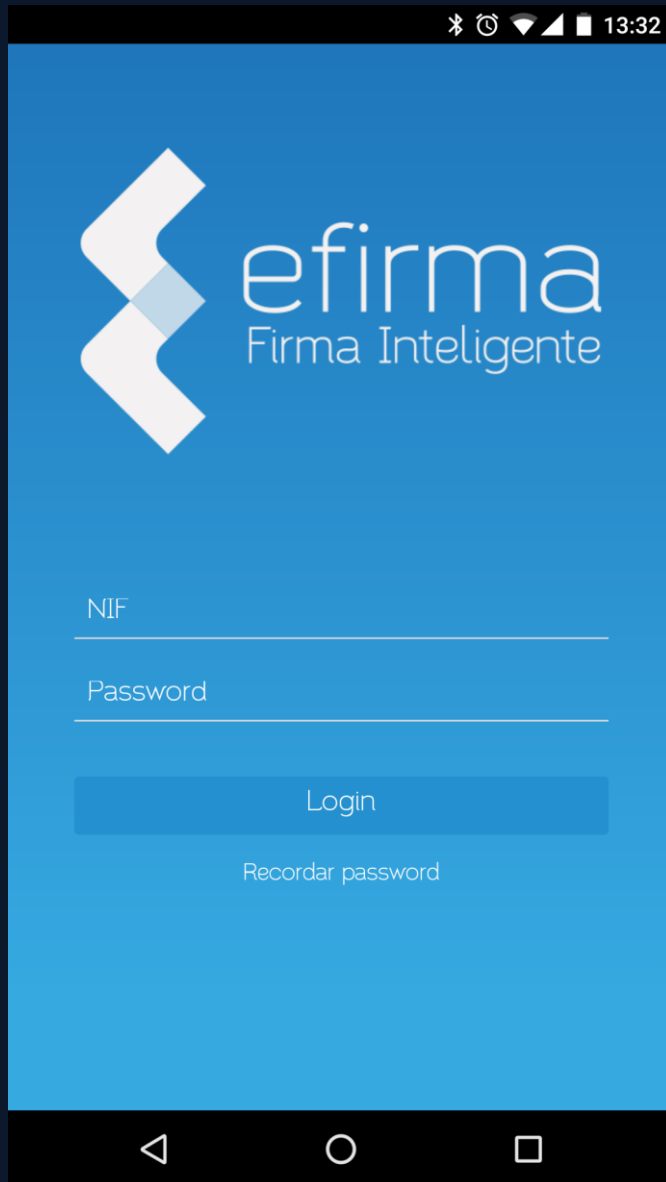 13:32
efirma
Firma Inteligente
NIF
Password
Login
Recordar password